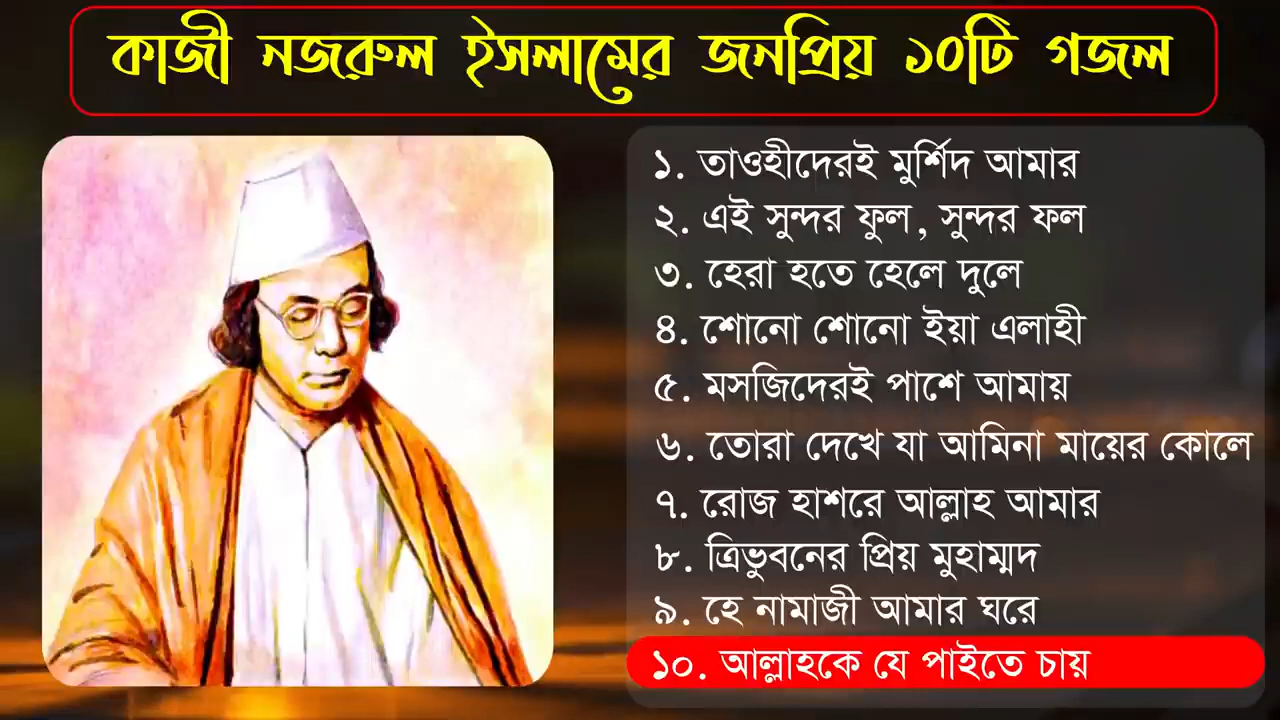 কাজী নজরুল ইসলামের জনপ্রিয় ১০টি গজল
১. তাওহীদেরই মুর্শিদ আমার
২. এই সুন্দর ফুল, সুন্দর ফল
৩. হেরা হতে হেলে দুলে
৪. শোনো শোনো ইয়া এলাহী
৫. মসজিদেরই পাশে আমায়
৬. তোরা দেখে যা আমিনা মায়ের কোলে
৭. রোজ হাশরে আল্লাহ আমার
৮. ত্রিভুবনের প্রিয় মুহাম্মদ
৯. হে নামাজী আমার ঘরে
১০. আল্লাহকে যে পাইতে চায়